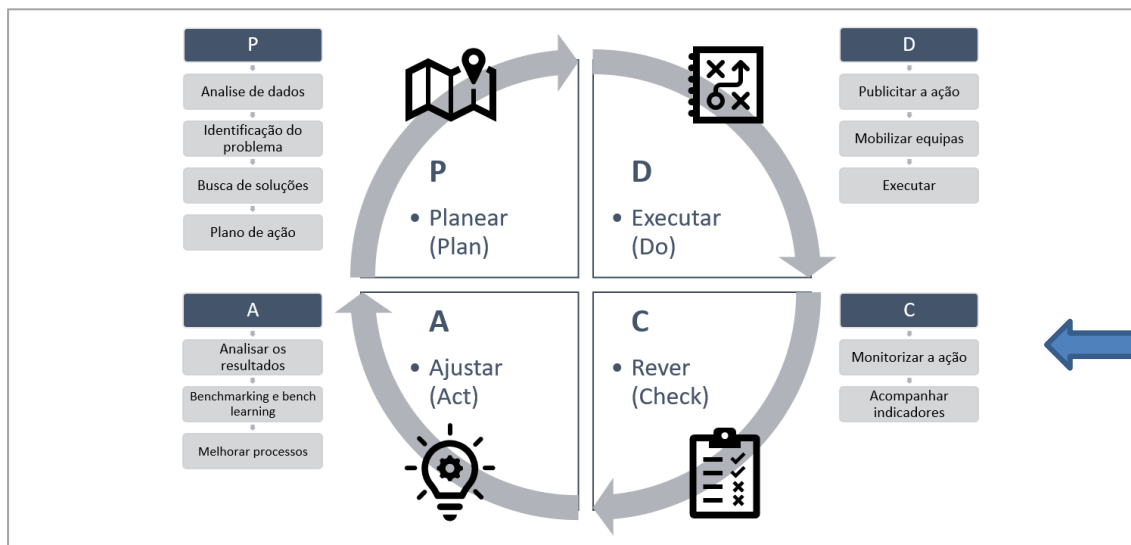 P
Analise de dados
Identificação do
problema
Busca de soluções
Plano de ação
P
• Planear
(Plan)
D
• Executar
(Do)
D
Publicitar a ação
Mobilizar equipas
Executar
A
Analisar os
resultados
Benchmarking e bench
learning
Melhorar processos
A
• Ajustar
(Act)
C
• Rever
(Check)
C
Monitorizar a ação
Acompanhar
indicadores